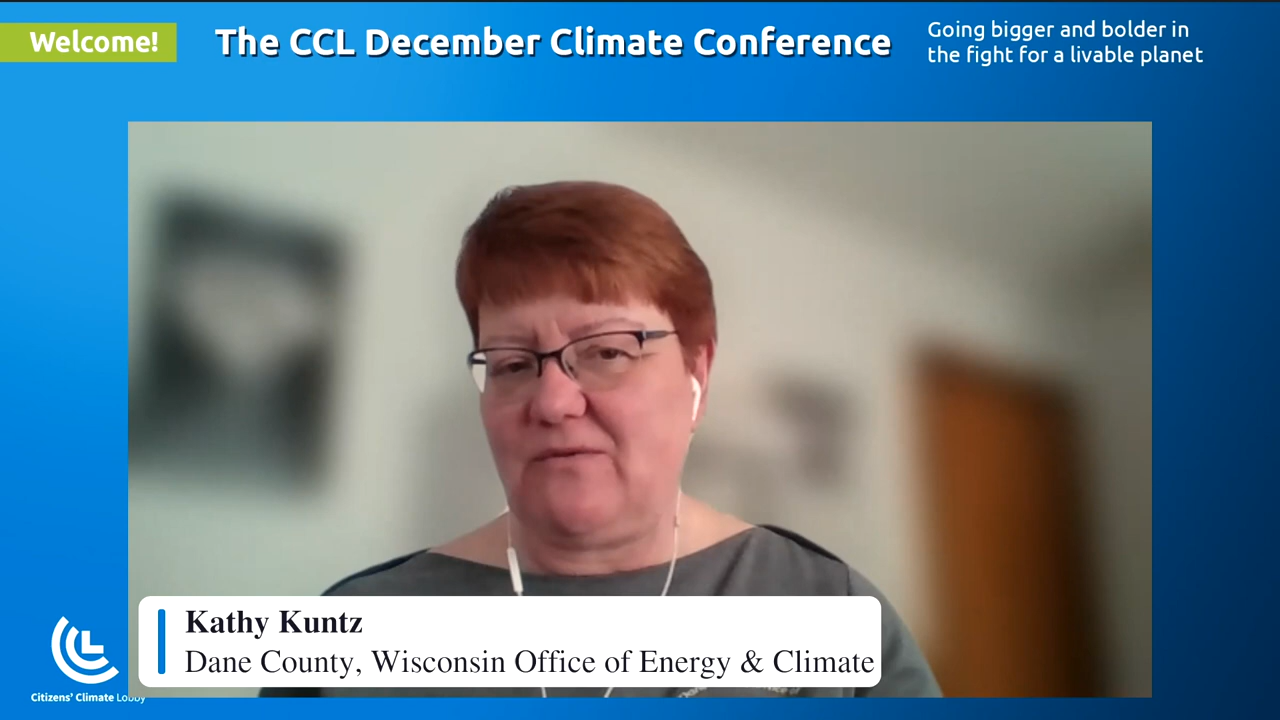 Welcome!
The CCL December Climate Conference
Going bigger and bolder in
the fight for a livable planet
Kathy Kuntz
Dane County, Wisconsin Office of Energy & Climate
Citizens' Climate Lobby